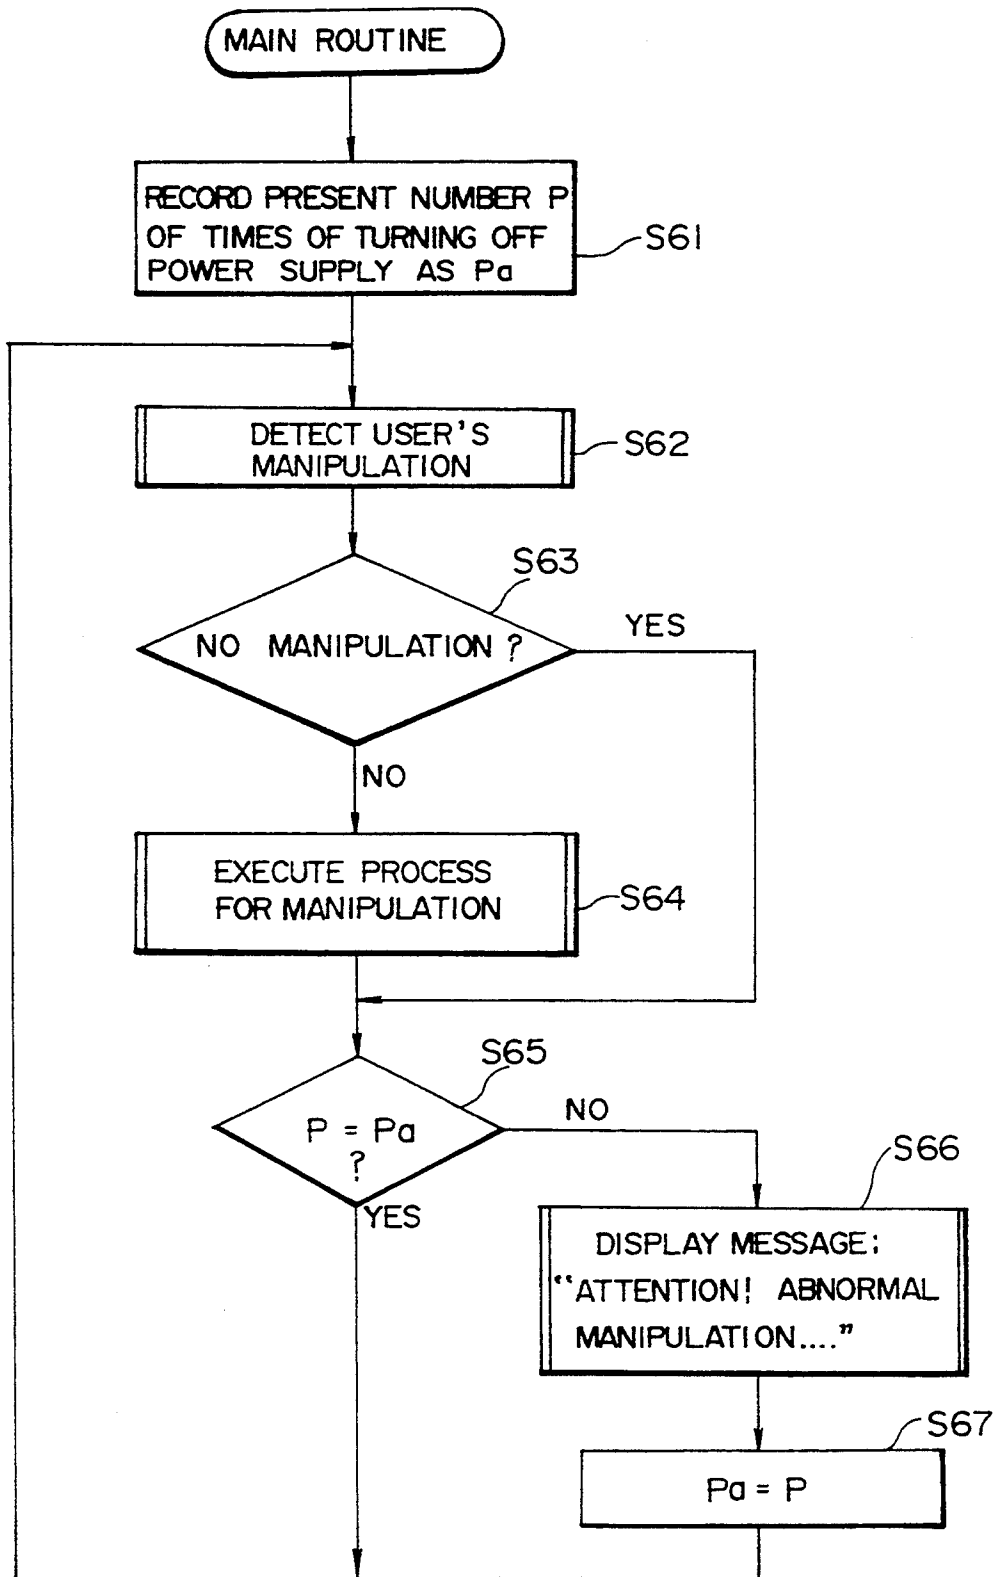 MAIN ROUTINE
RECORD PRESENT NUMBER P
OF TIMES OF TURNING OFF
POWER SUPPLY AS Pa
S61
DETECT USER'S
MANIPULATION
S62
S63
NO MANIPULATION ?
YES
NO
EXECUTE PROCESS
FOR MANIPULATION
S64
S65
P = Pa
?
NO
YES
S66
DISPLAY MESSAGE:
“ATTENTION! ABNORMAL
MANIPULATION....”
S67
Pa = P